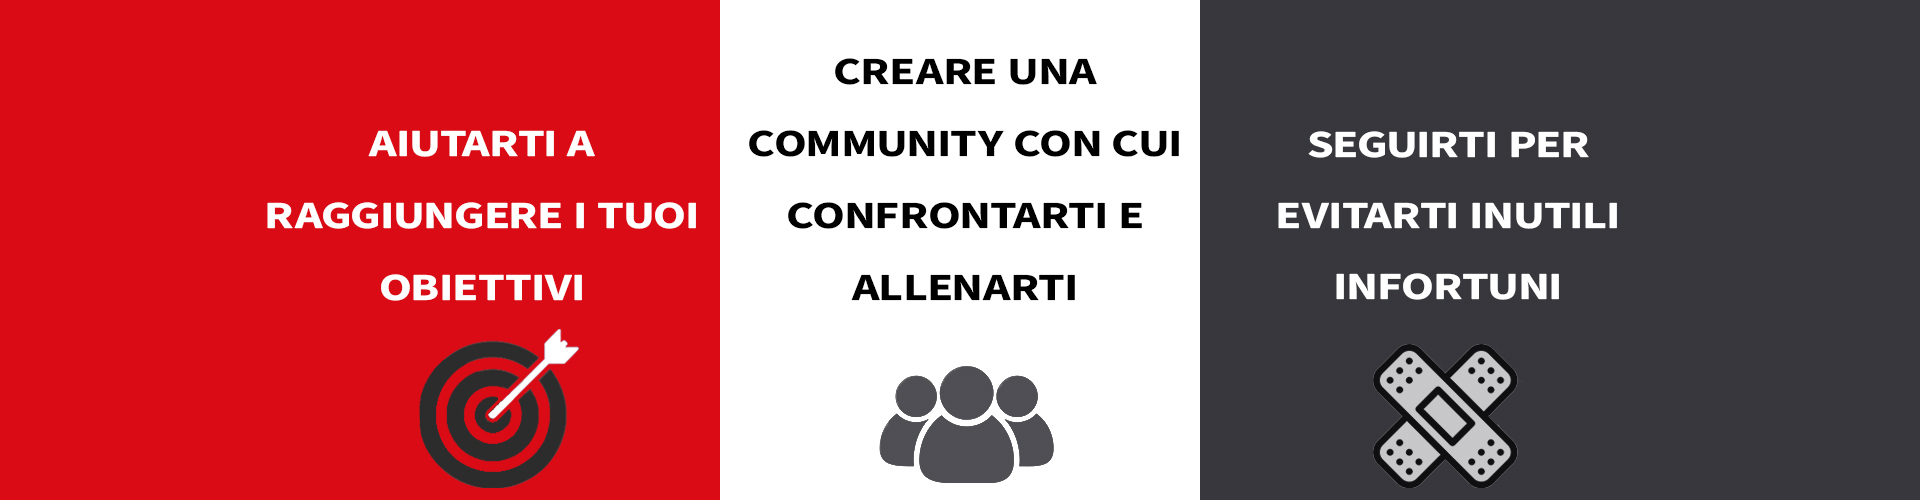 AIUTARTI A
RAGGIUNGERE I TUOI
OBIETTIVI
CREARE UNA
COMMUNITY CON CUI
CONFRONTARTI E
ALLENARTI
SEGUIRTI PER
EVITARTI INUTILI
INFORTUNI